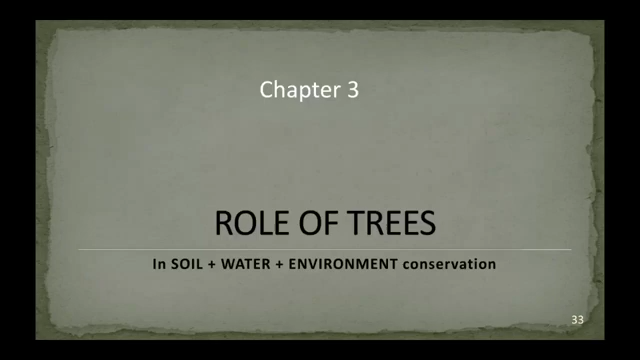 Chapter 3
ROLE OF TREES
In SOIL + WATER + ENVIRONMENT conservation
33